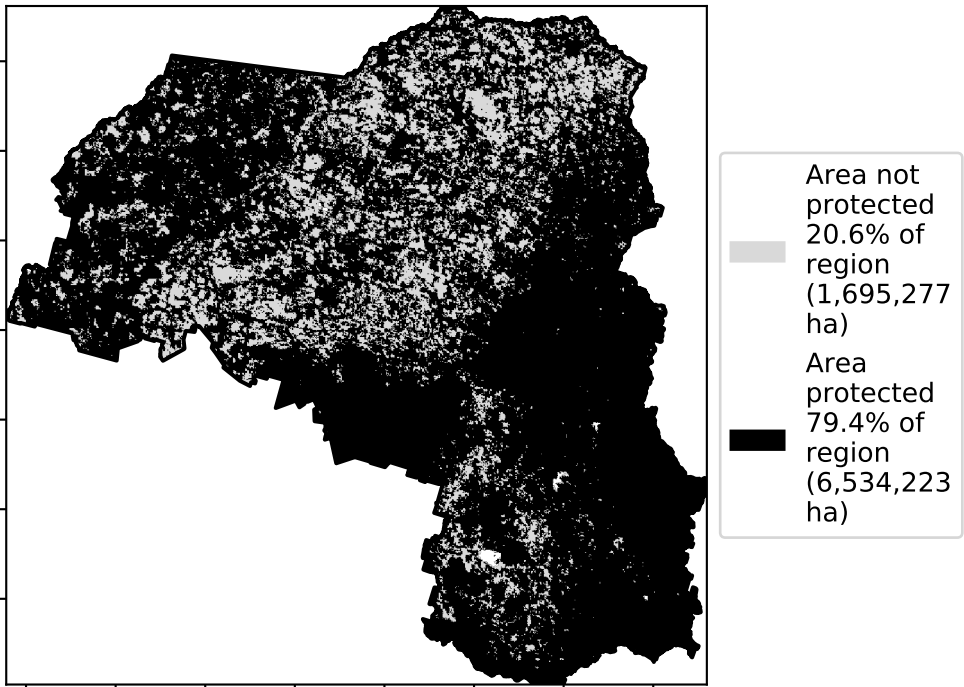 Area not
protected
20.6% of
region
(1,695,277
ha)
Area
protected
79.4% of
region
(6,534,223
ha)